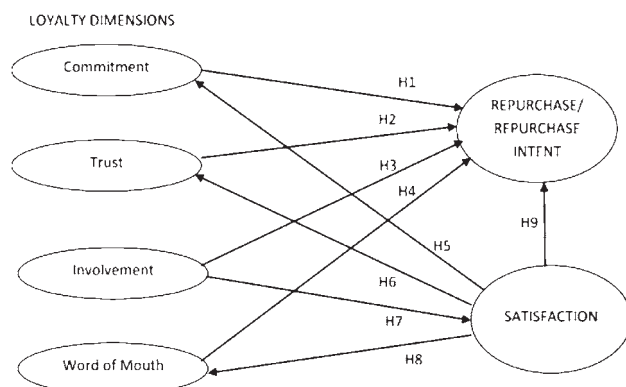 LOYALTY DIMENSIONS
Commitment
H1
REPURCHASE/
REPURCHASE
INTENT
H2
Trust
H3
H4
H9
H5
Involvement
H6
H7
SATISFACTION
H8
Word of Mouth